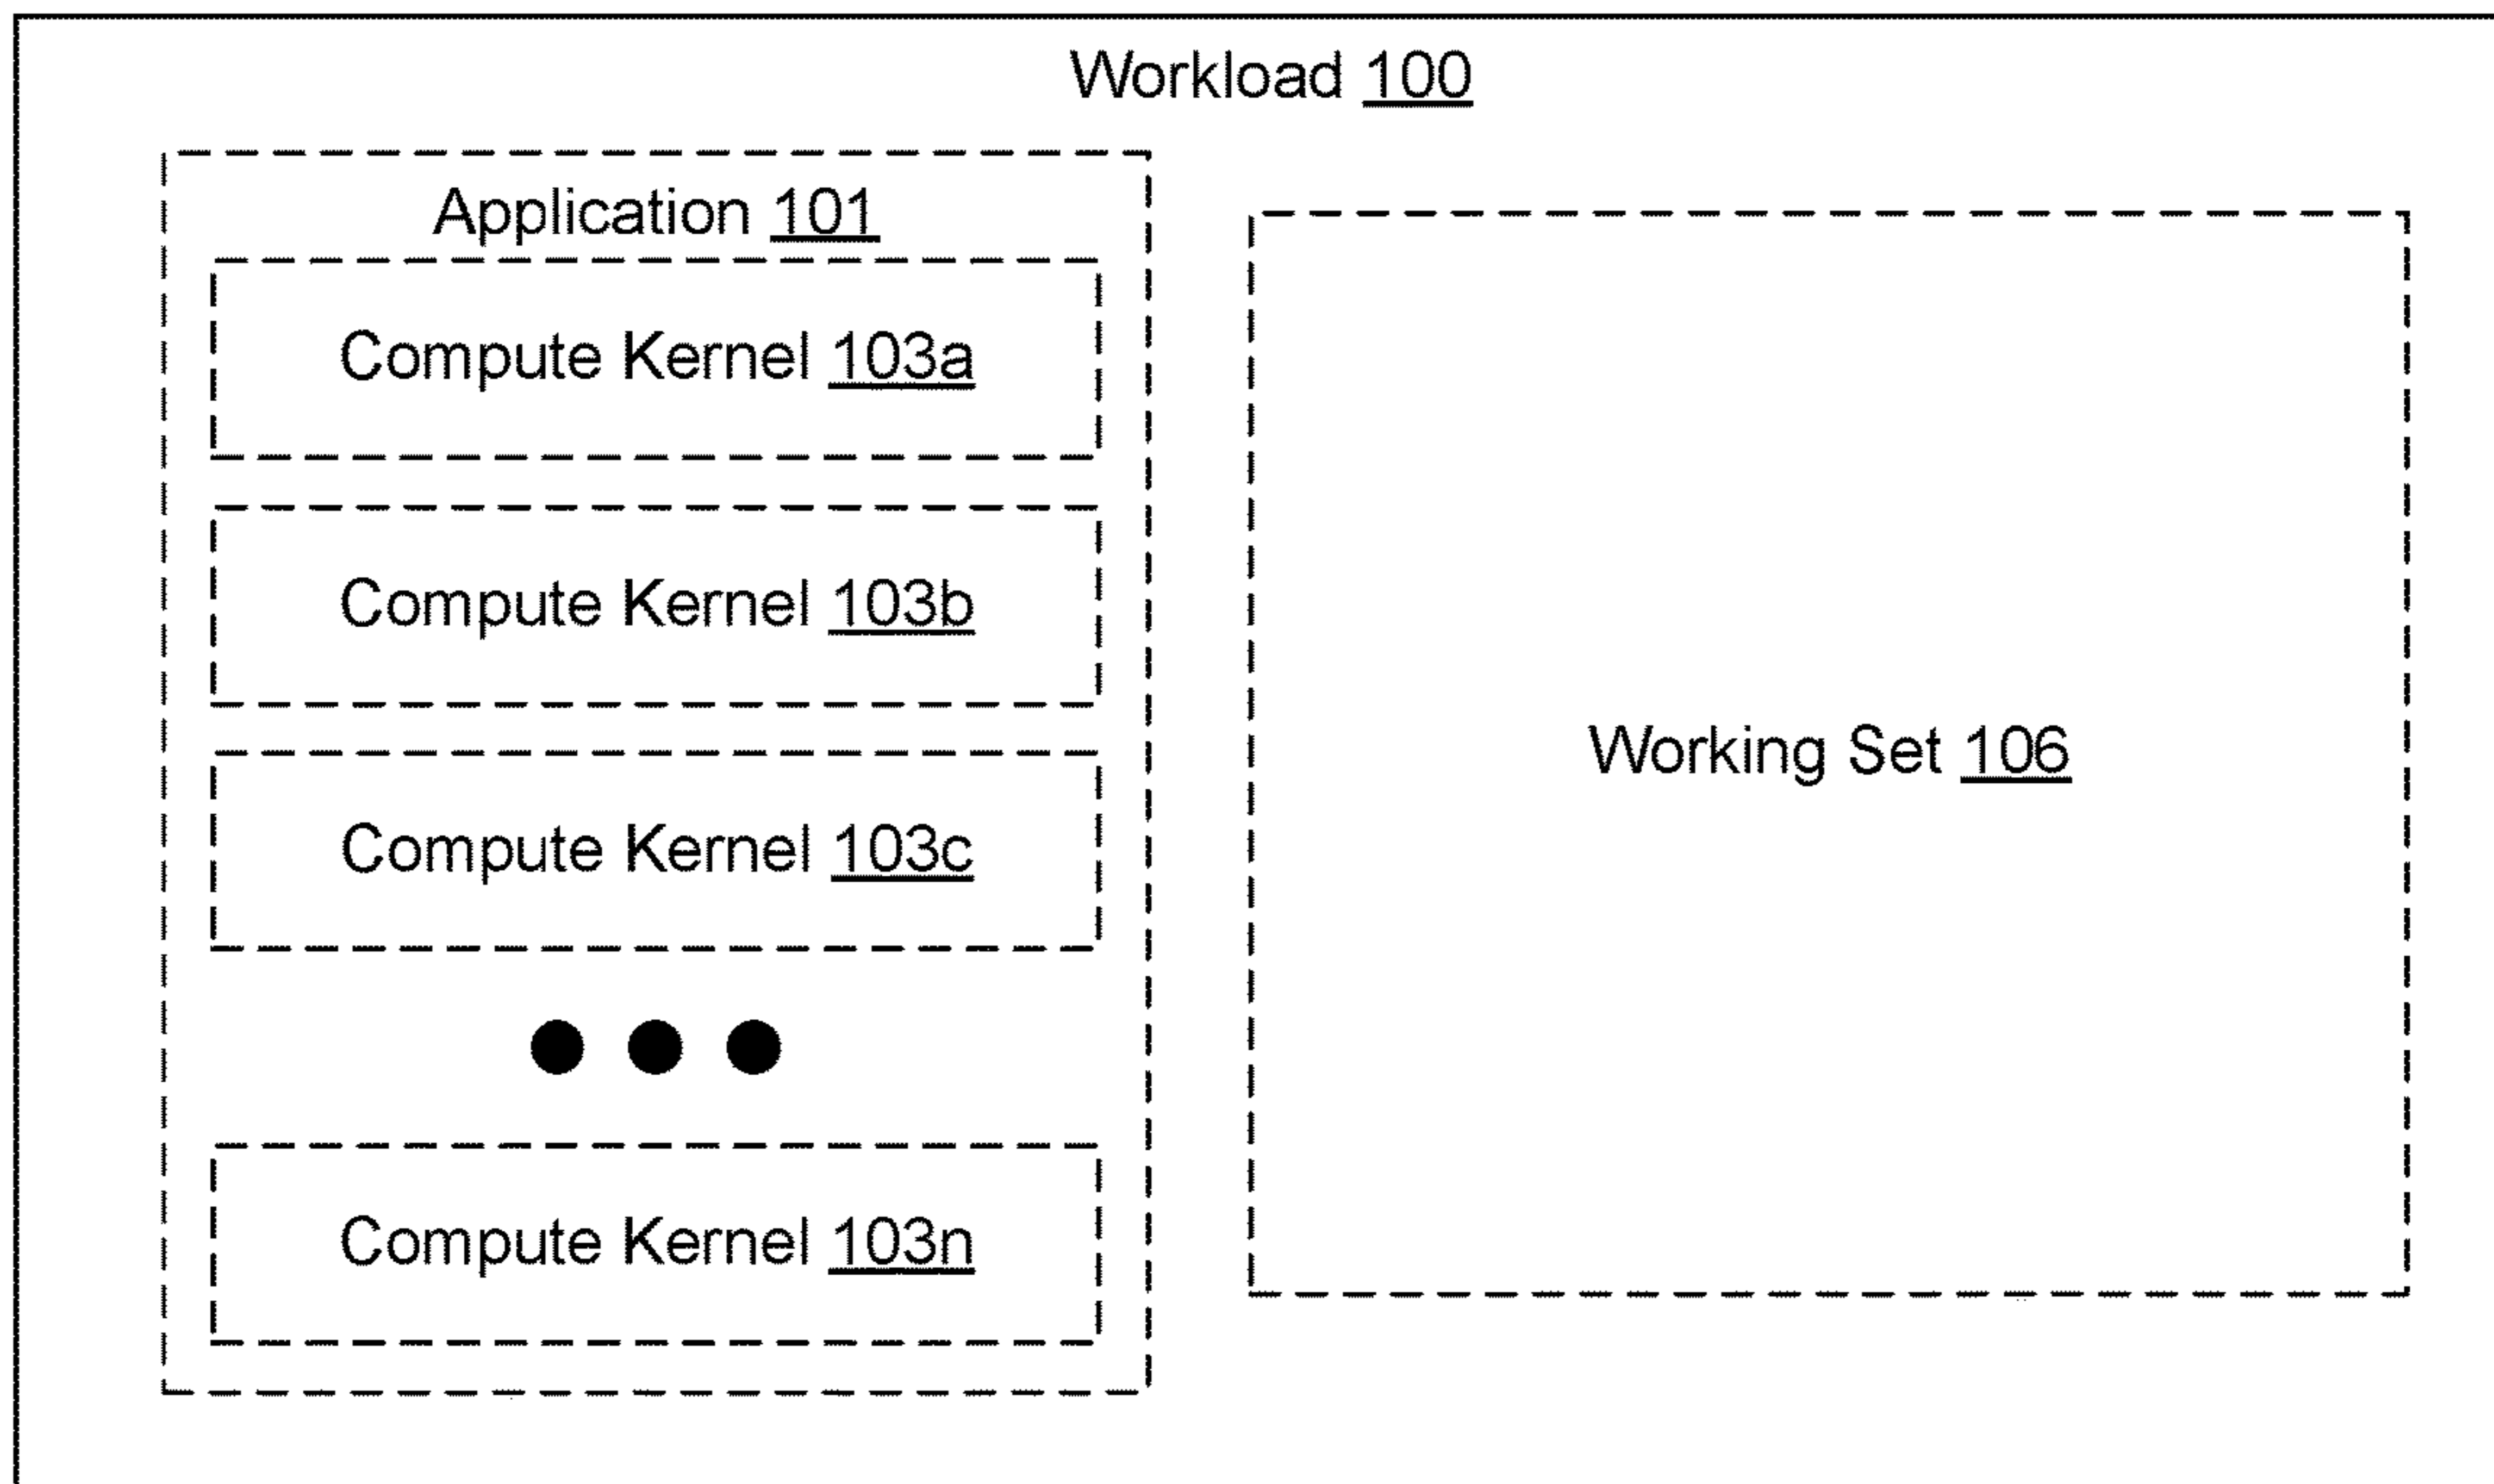 Workload 100
Application 101
Compute Kernel 103a
Compute Kernel 103b
Compute Kernel 103c
Compute Kernel 103n
Working Set 106